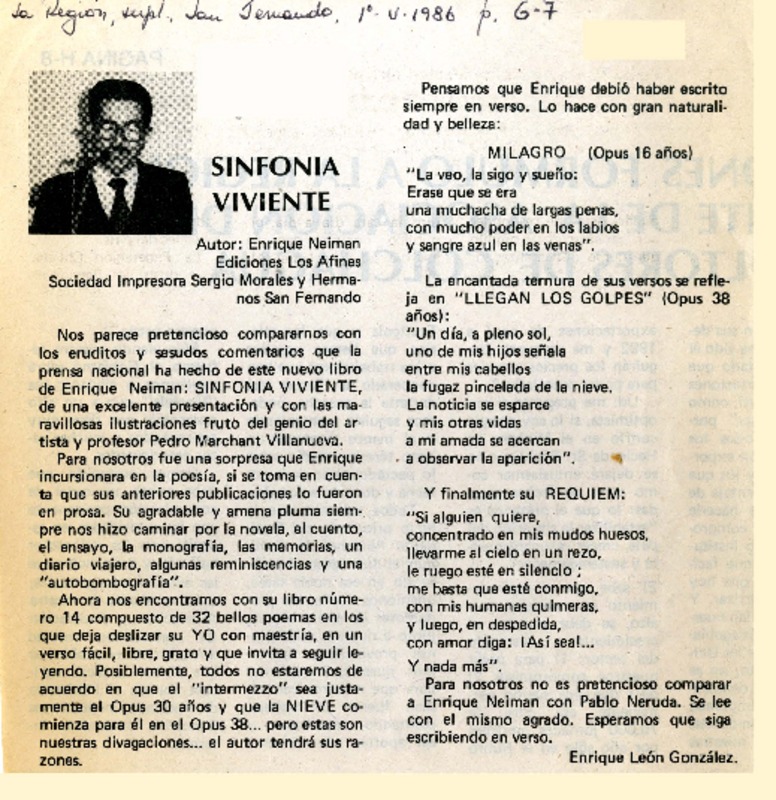 La Región, supl., San Fernando, 1º-V-1986 p. 6-7
PAGINA H-8
SINFONIA
VIVIENTE
Autor: Enrique Neiman
Ediciones Los Afines
Sociedad Impresora Sergio Morales y Herma-
nos San Fernando
Nos parece pretencioso compararnos con
los eruditos y sesudos comentarios que la
prensa nacional ha hecho de este nuevo libro
de Enrique Neiman: SINFONIA VIVIENTE,
de una excelente presentación y con las ma-
ravillosas ilustraciones fruto del genio del ar
tista y profesor Pedro Marchant Villanueva.
Para nosotros fue una sorpresa que Enrique
incursionara en la poesía, si se toma en cuen-
ta que sus anteriores publicaciones lo fueron
en prosa. Su agradable y amena pluma siem-
pre nos hizo caminar por la novela, el cuento,
el ensayo, la monografía, las memorias, un
diario viajero, algunas reminiscencias y una
"autobombografía".
Ahora nos encontramos con su libro núme-
ro 14 compuesto de 32 bellos poemas en los
que deja deslizar su YO con maestría, en un
verso fácil, libre, grato y que invita a seguir le-
yendo. Posiblemente, todos no estaremos de
acuerdo en que el "intermezzo" sea justa-
mente el Opus 30 años y que la NIEVE co-
mienza para él en el Opus 38... pero estas son
nuestras divagaciones... el autor tendrá sus ra-
zones.
Pensamos que Enrique debió haber escrito
siempre en verso. Lo hace con gran naturali-
dad y belleza:
MILAGRO (Opus 16 años)
"La veo, la sigo y sueño:
Erase que se era
una muchacha de largas penas,
con mucho poder en los labios
y sangre azul en las venas".
La encantada ternura de sus versos se refle-
ja en "LLEGAN LOS GOLPES" (Opus 38
años):
"Un día, a pleno sol,
uno de mis hijos señala
entre mis cabellos
la fugaz pincelada de la nieve.
La noticia se esparce
y mis otras vidas
a mi amada se acercan
a observar la aparición".
Y finalmente su REQUIEM:
"Si alguien quiere,
concentrado en mis mudos huesos,
llevarme al cielo en un rezo,
le ruego esté en silencio ;
me basta que esté conmigo,
con mis humanas quimeras,
y luego, en despedida,
con amor diga: ¡Así sea!...
Y nada más".
Para nosotros no es pretencioso comparar
a Enrique Neiman con Pablo Neruda. Se lee
con el mismo agrado. Esperamos que siga
escribiendo en verso.
Enrique León González.